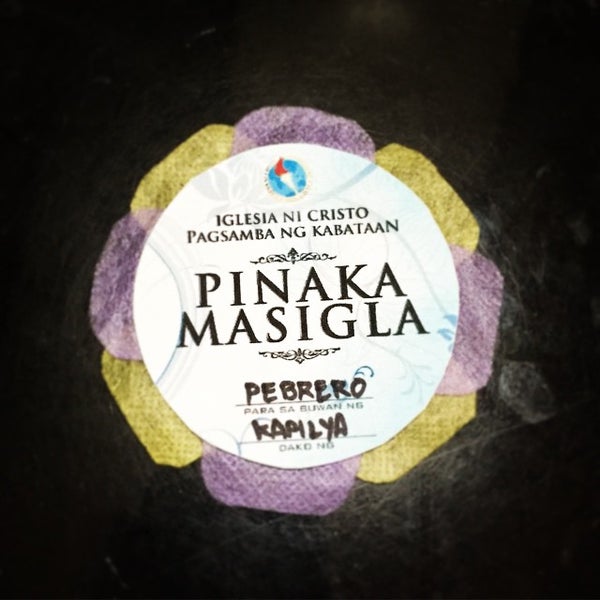 IGLESIA NI CRISTO
PAGSAMBA NG KABATAAN
PINAKA
MASIGLA
PEBRERO
PARA SA BUWAN NG
KAPILYA
DAKO NG